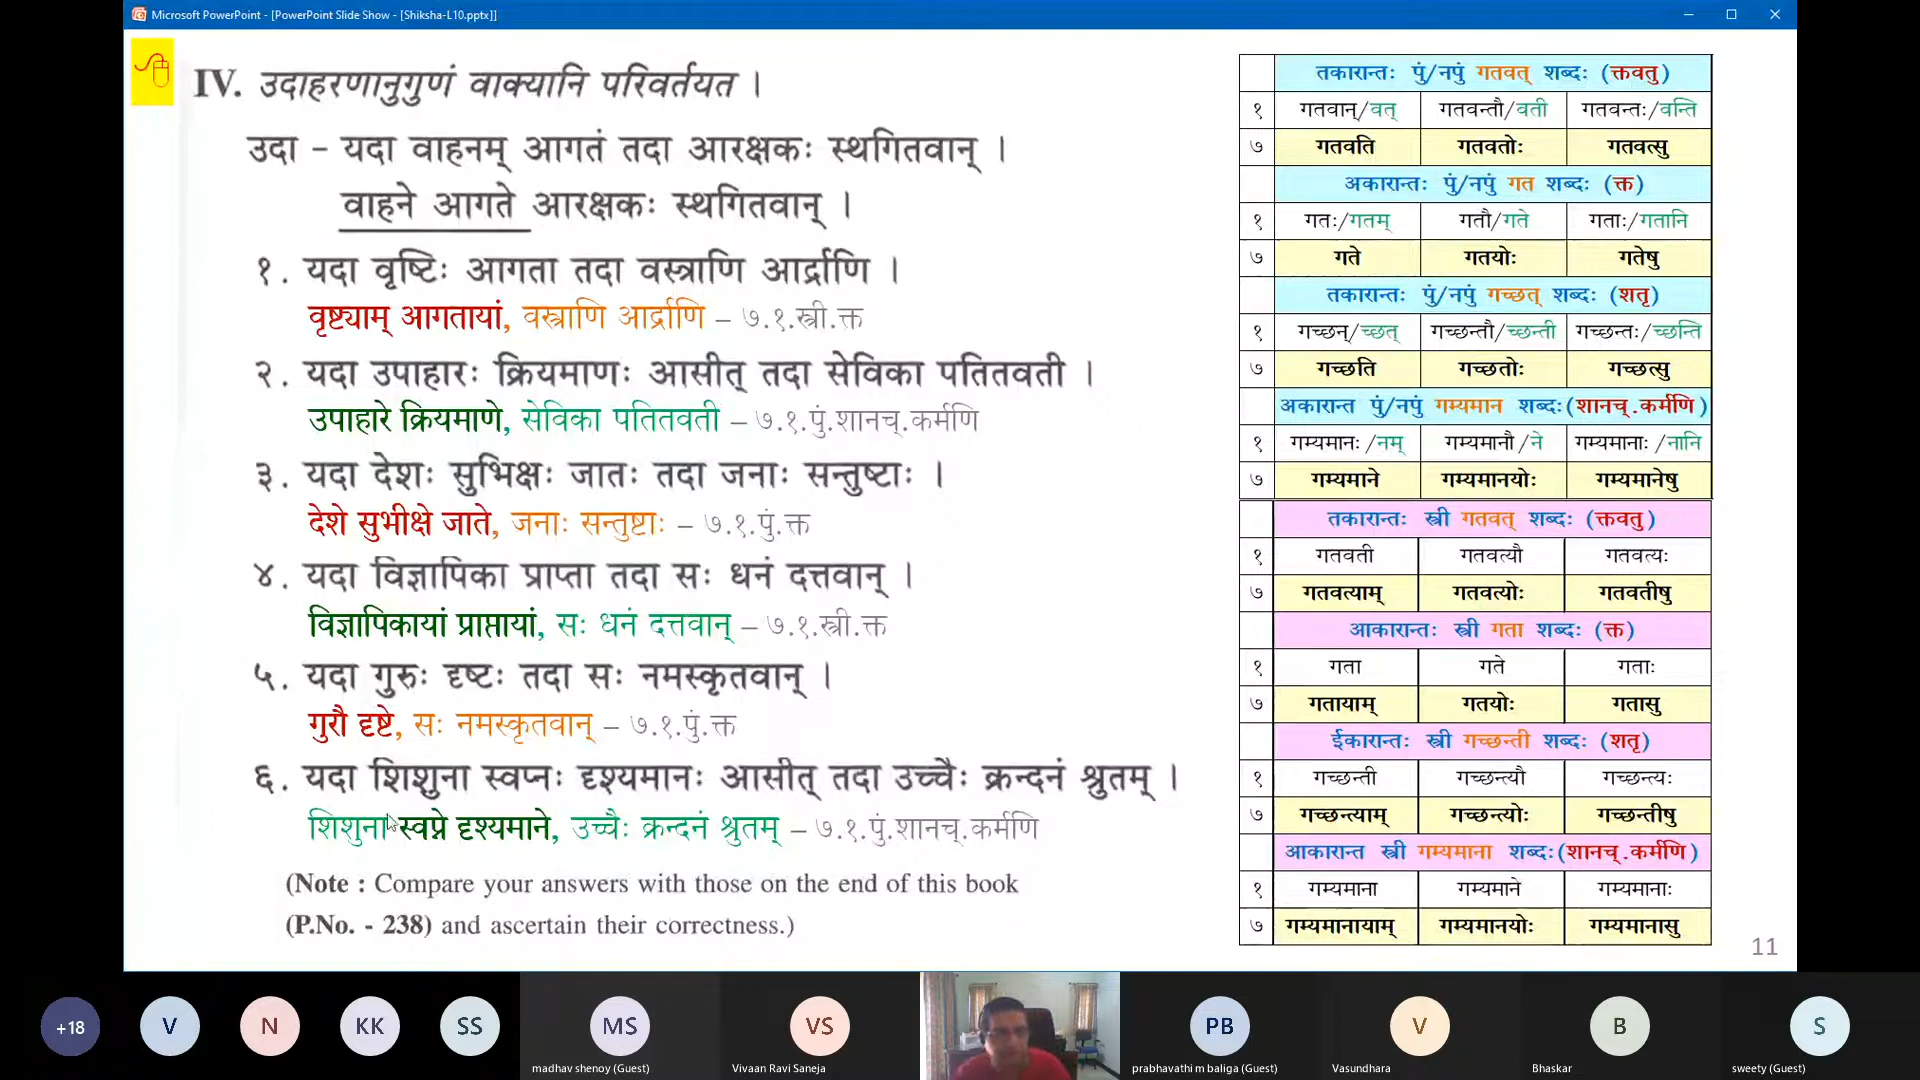 Microsoft PowerPoint - [PowerPoint Slide Show - [Shiksha-L10.pptx]]
IV. उदाहरणानुगुणं वाक्यानि परिवर्तयत ।
उदा - यदा वाहनम् आगतं तदा आरक्षकः स्थगितवान् ।
वाहने आगते आरक्षकः स्थगितवान् ।
१. यदा वृष्टिः आगता तदा वस्त्राणि आर्द्राणि ।
वृष्ट्याम् आगतायां, वस्त्राणि आर्द्राणि – ७.१.स्त्री.क्त
२. यदा उपाहारः क्रियमाणः आसीत् तदा सेविका पतितवती ।
उपाहारे क्रियमाणे, सेविका पतितवती – ७.१.पुं.शानच्.कर्मणि
३. यदा देशः सुभिक्षः जातः तदा जनाः सन्तुष्टाः ।
देशे सुभीक्षे जाते, जनाः सन्तुष्टाः – ७.१.पुं.क्त
४. यदा विज्ञापिका प्राप्ता तदा सः धनं दत्तवान् ।
विज्ञापिकायां प्राप्तायां, सः धनं दत्तवान् – ७.१.स्त्री.क्त
५. यदा गुरुः दृष्टः तदा सः नमस्कृतवान् ।
गुरौ दृष्टे, सः नमस्कृतवान् – ७.१.पुं.क्त
६. यदा शिशुना स्वप्नः दृश्यमानः आसीत् तदा उच्चैः क्रन्दनं श्रुतम् ।
शिशुना स्वप्ने दृश्यमाने, उच्चैः क्रन्दनं श्रुतम् – ७.१.पुं.शानच्.कर्मणि
(Note : Compare your answers with those on the end of this book
(P.No. - 238) and ascertain their correctness.)
तकारान्तः पुं/नपुं गतवत् शब्दः (क्तवतु)
१ गतवान्/वत् गतवन्तौ/वती गतवन्तः/वन्ति
७ गतवति गतवतोः गतवत्सु
अकारान्तः पुं/नपुं गत शब्दः (क्त)
१ गतः/गतम् गतौ/गते गताः/गतानि
७ गते गतयोः गतेषु
तकारान्तः पुं/नपुं गच्छत् शब्दः (शतृ)
१ गच्छन्/च्छत् गच्छन्तौ/च्छन्ती गच्छन्तः/च्छन्ति
७ गच्छति गच्छतोः गच्छत्सु
अकारान्त पुं/नपुं गम्यमान शब्दः(शानच्.कर्मणि)
१ गम्यमानः /नम् गम्यमानौ /ने गम्यमानाः /नानि
७ गम्यमाने गम्यमानयोः गम्यमानेषु
तकारान्तः स्त्री गतवत् शब्दः (क्तवतु)
१ गतवती गतवत्यौ गतवत्यः
७ गतवत्याम् गतवत्योः गतवतीषु
आकारान्तः स्त्री गता शब्दः (क्त)
१ गता गते गताः
७ गतायाम् गतयोः गतासु
ईकारान्तः स्त्री गच्छन्ती शब्दः (शतृ)
१ गच्छन्ती गच्छन्त्यौ गच्छन्त्यः
७ गच्छन्त्याम् गच्छन्त्योः गच्छन्तीषु
आकारान्त स्त्री गम्यमाना शब्दः(शानच्.कर्मणि)
१ गम्यमाना गम्यमाने गम्यमानाः
७ गम्यमानायाम् गम्यमानयोः गम्यमानासु
11
+18 V N KK SS MS VS PB V B S
madhav shenoy (Guest) Vivaan Ravi Saneja prabhavathi m baliga (Guest) Vasundhara Bhaskar sweety (Guest)